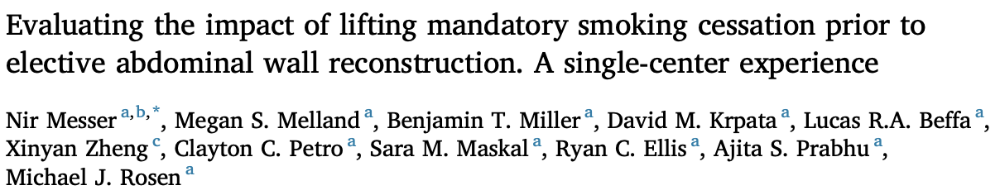 Evaluating the impact of lifting mandatory smoking cessation prior to
elective abdominal wall reconstruction. A single-center experience
Nir Messer a,b,*, Megan S. Melland a, Benjamin T. Miller a, David M. Krpata a, Lucas R.A. Beffa a,
Xinyan Zheng c, Clayton C. Petro a, Sara M. Maskal a, Ryan C. Ellis a, Ajita S. Prabhu a,
Michael J. Rosen a